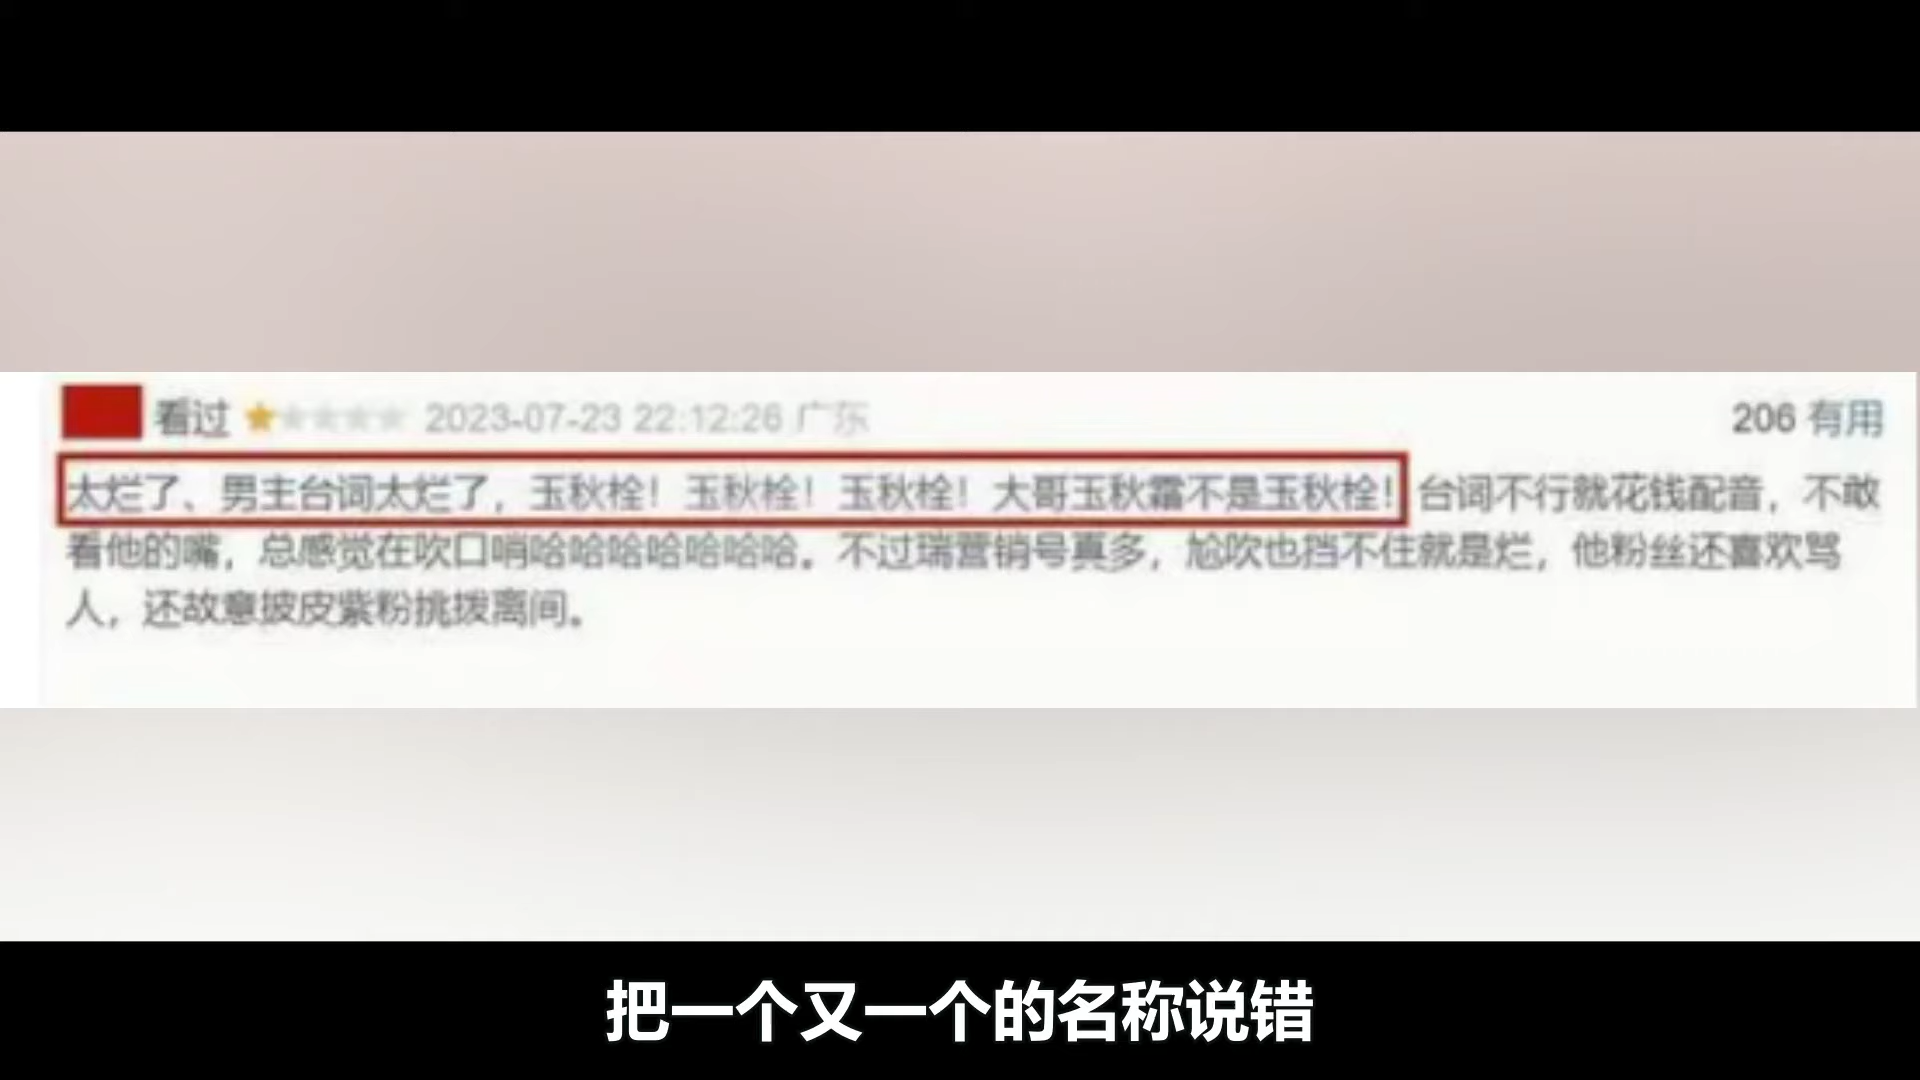 看过 2023-07-23 22:12:26 广东 206 有用
太烂了、男主台词太烂了，玉秋栓！玉秋栓！玉秋栓！大哥玉秋霜不是玉秋栓！台词不行就花钱配音，不敢
看他的嘴，总感觉在吹口哨哈哈哈哈哈哈哈。不过瑞营销号真多，尬吹也挡不住就是烂，他粉丝还喜欢骂
人，还故意披皮紫粉挑拨离间。
把一个又一个的名称说错